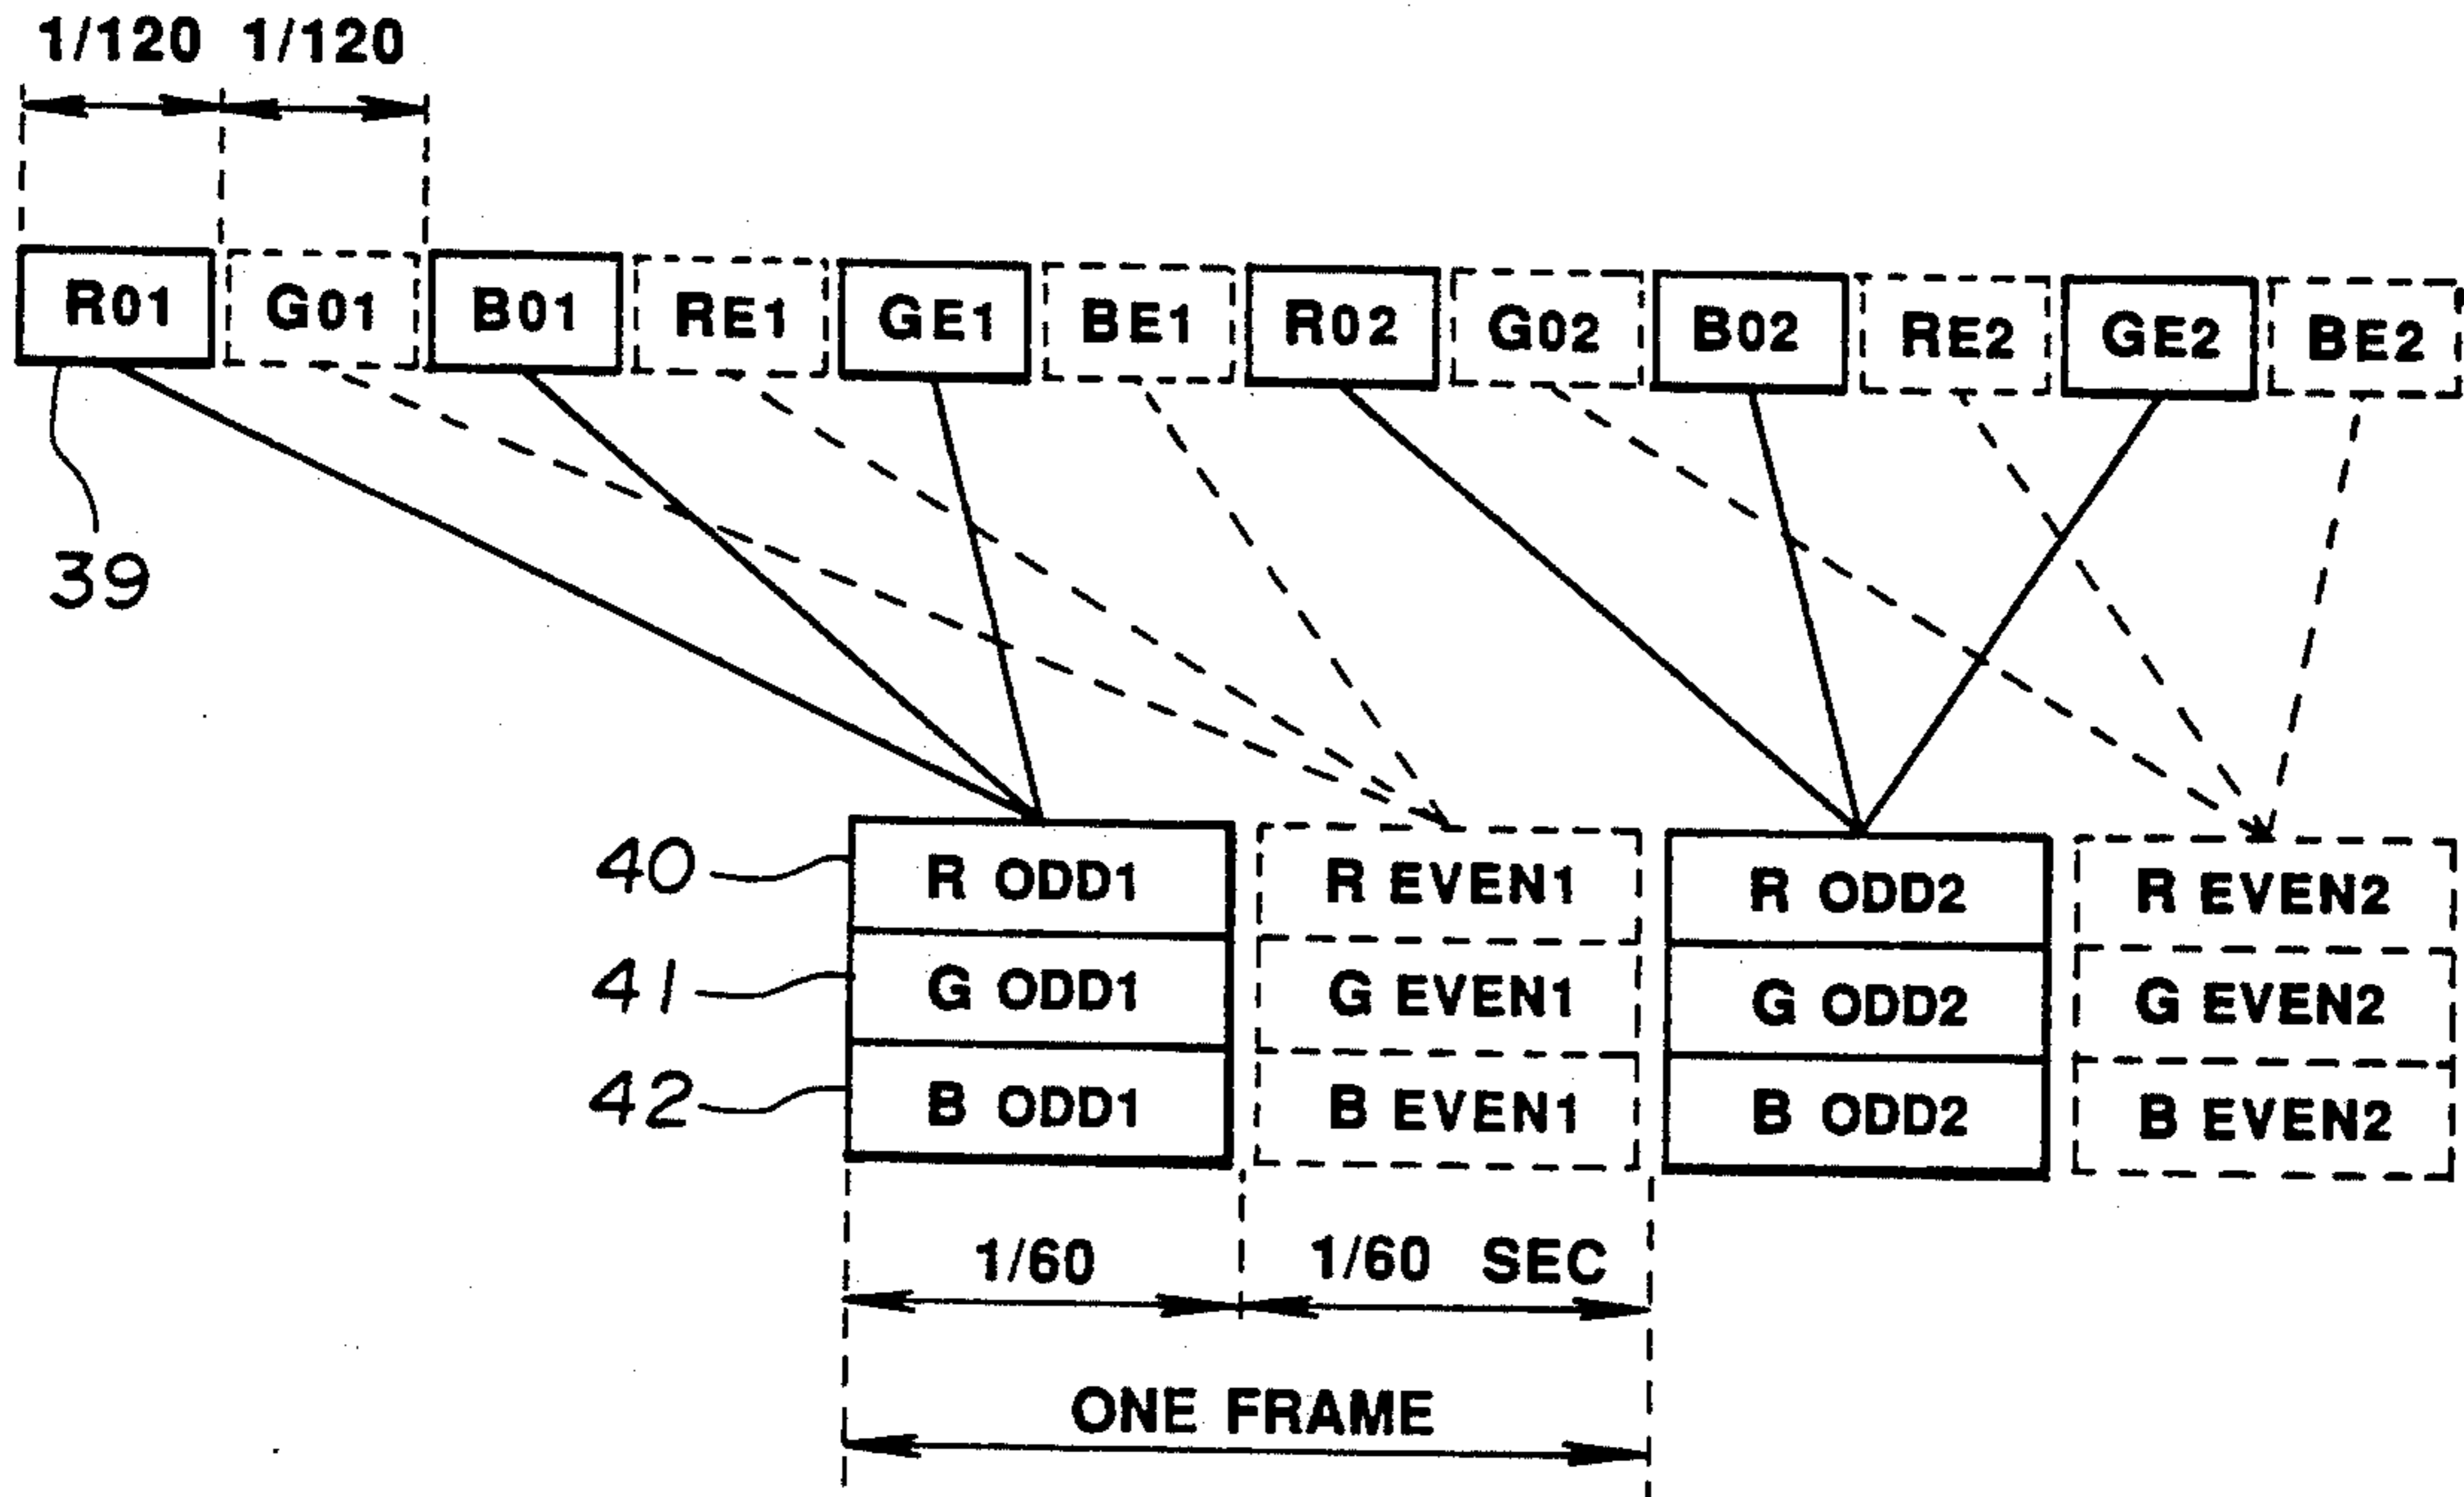 1/120 1/120
R01 G01 B01 RE1 GE1 BE1 R02 G02 B02 RE2 GE2 BE2
39
40 R ODD1 R EVEN1 R ODD2 R EVEN2
41 G ODD1 G EVEN1 G ODD2 G EVEN2
42 B ODD1 B EVEN1 B ODD2 B EVEN2
1/60 1/60 SEC
ONE FRAME